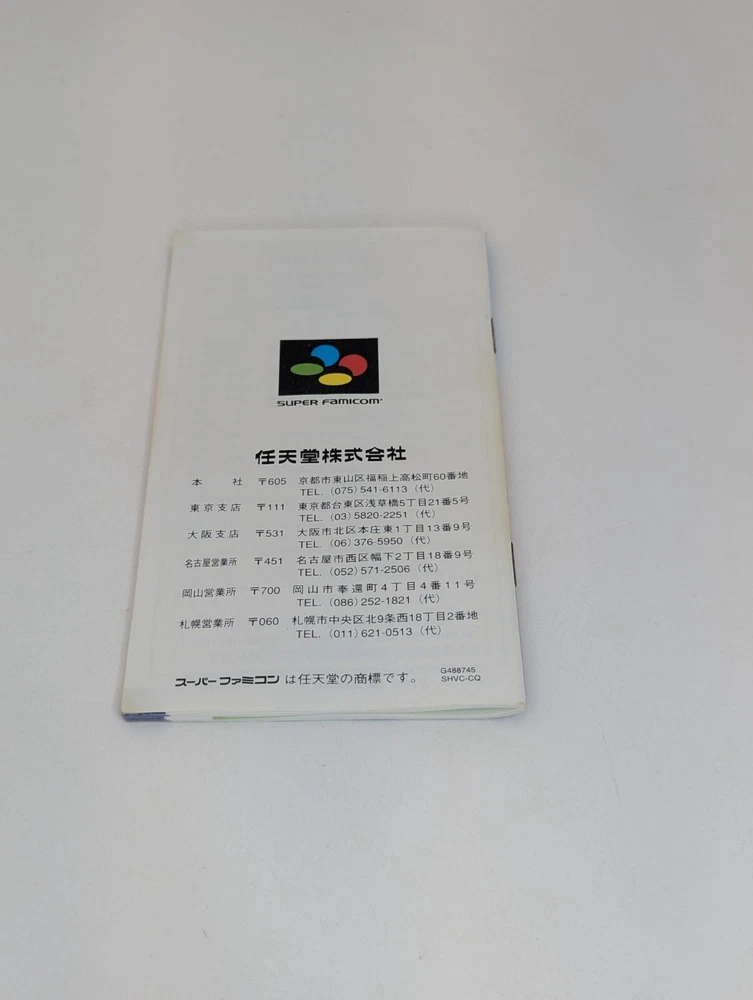 SUPER FAMICOM
任天堂株式会社
本社 〒605 京都市東山区福稲上高松町60番地
TEL. (075) 541-6113 (代)
東京支店 〒111 東京都台東区浅草橋5丁目21番5号
TEL. (03) 5820-2251 (代)
大阪支店 〒531 大阪市北区本庄東1丁目13番9号
TEL. (06) 376-5950 (代)
名古屋営業所 〒451 名古屋市西区幅下2丁目18番9号
TEL. (052) 571-2506 (代)
岡山営業所 〒700 岡山市奉還町4丁目4番11号
TEL. (086) 252-1821 (代)
札幌営業所 〒060 札幌市中央区北9条西18丁目2番地
TEL. (011) 621-0513 (代)
スーパーファミコンは任天堂の商標です。
G488745
SHVC-CQ